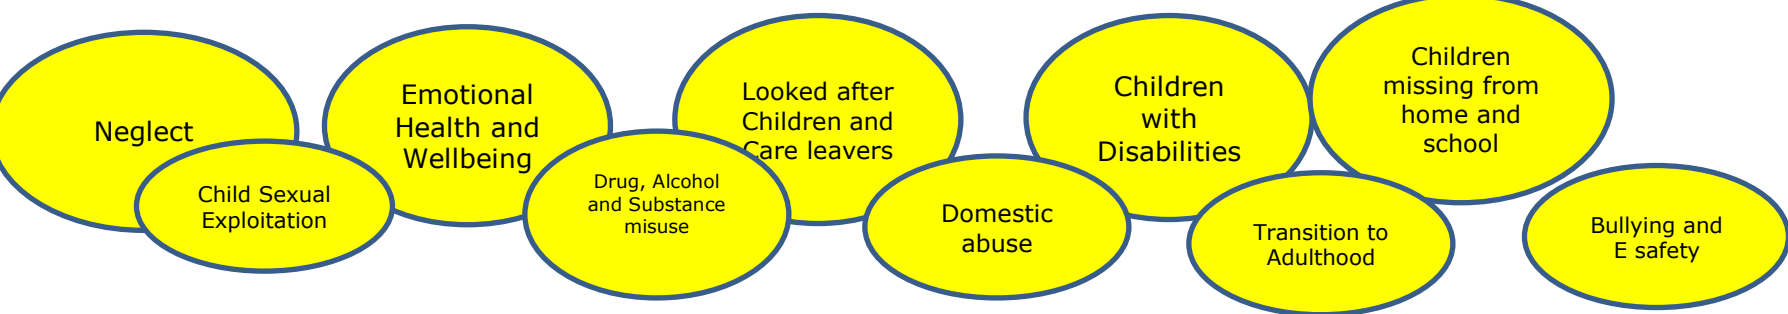 Neglect
Child Sexual
Exploitation
Emotional
Health and
Wellbeing
Drug, Alcohol
and Substance
misuse
Looked after
Children and
Care leavers
Domestic
abuse
Children
with
Disabilities
Transition to
Adulthood
Children
missing from
home and
school
Bullying and
E safety